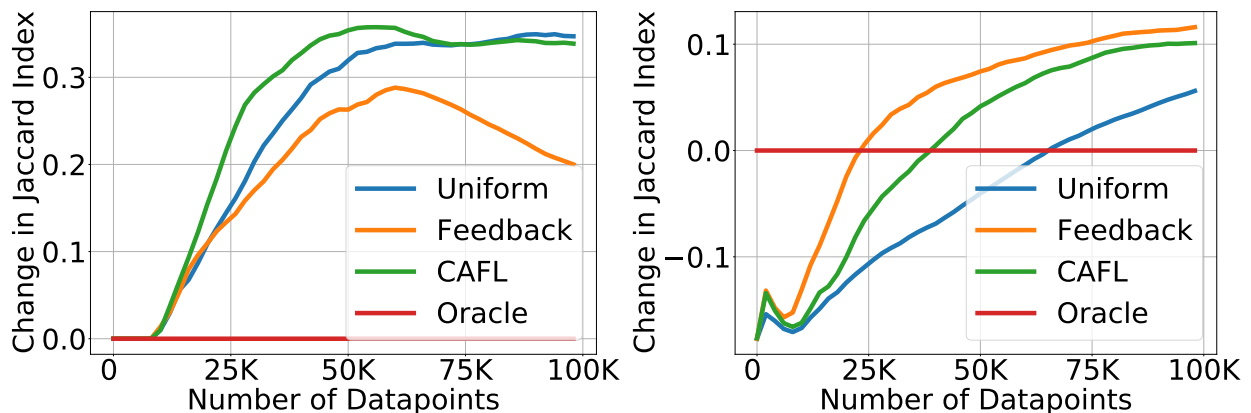 Change in Jaccard Index
0.3
0.2
0.1
0.0
Uniform
Feedback
CAFL
Oracle
0 25K 50K 75K 100K
Number of Datapoints
Change in Jaccard Index
0.1
0.0
−0.1
Uniform
Feedback
CAFL
Oracle
0 25K 50K 75K 100K
Number of Datapoints